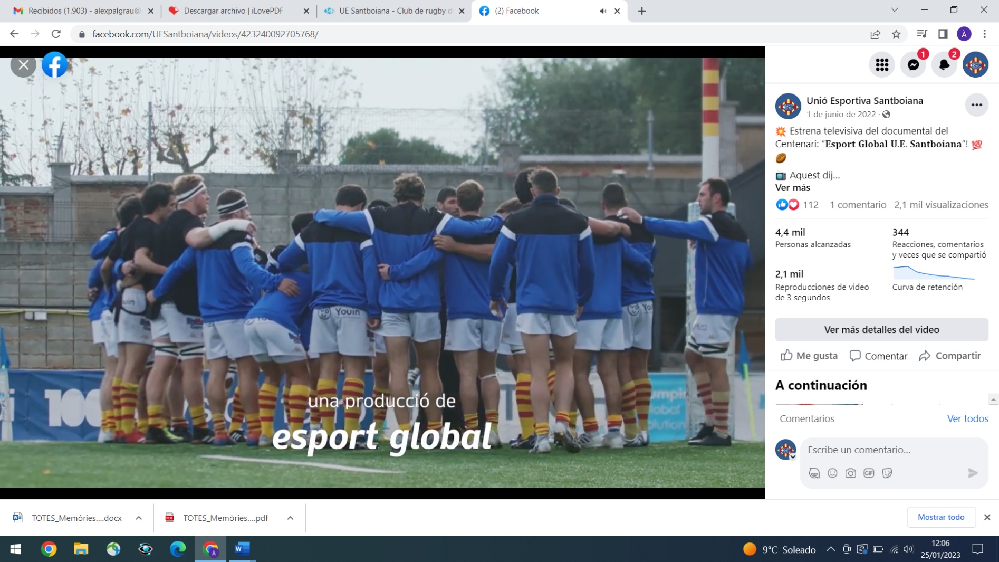 Recibidos (1.903) - alexpalgrau@
Descargar archivo | iLovePDF
UE Santboiana - Club de rugby d
(2) Facebook
facebook.com/UESantboiana/videos/423240092705768/
À
1
2
Unió Esportiva Santboiana
1 de junio de 2022 ·
💥 Estrena televisiva del documental del
Centenari: “𝐄𝐬𝐩𝐨𝐫𝐭 𝐆𝐥𝐨𝐛𝐚𝐥 𝐔.𝐄. 𝐒𝐚𝐧𝐭𝐛𝐨𝐢𝐚𝐧𝐚”! 💯
🏉
📺 Aquest dij...
Ver más
112 1 comentario 2,1 mil visualizaciones
4,4 mil
Personas alcanzadas
344
Reacciones, comentarios
y veces que se compartió
2,1 mil
Reproducciones de video
de 3 segundos
Curva de retención
Ver más detalles del video
Me gusta Comentar Compartir
A continuación
Comentarios Ver todos
Escribe un comentario...
GIF
Youin
100
una producció de
esport global
TOTES_Memòries....docx
PDF
TOTES_Memòries....pdf
Mostrar todo
9°C Soleado
12:06
25/01/2023